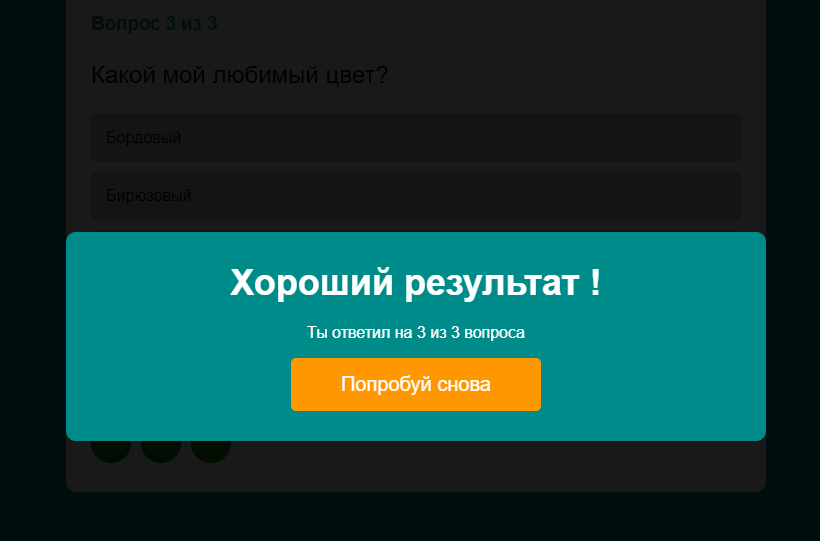 Вопрос 3 из 3
Какой мой любимый цвет?
Бордовый
Бирюзовый
Хороший результат !
Ты ответил на 3 из 3 вопроса
Попробуй снова